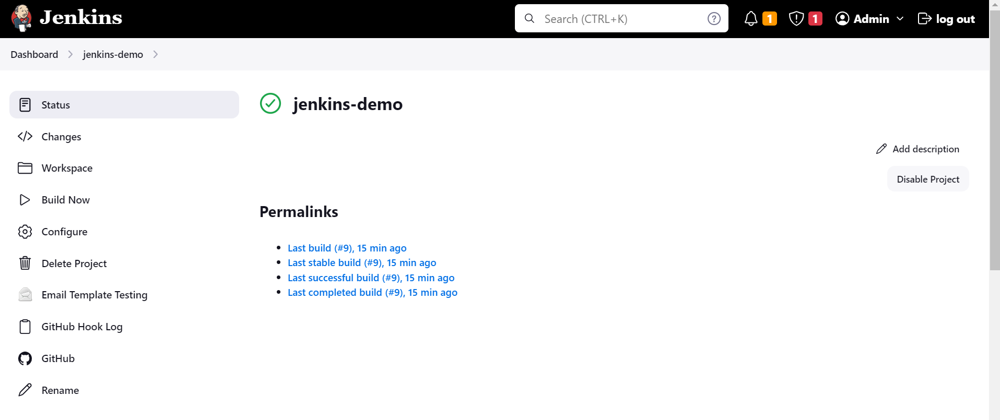 Jenkins
Search (CTRL+K)
?
1
!
1
Admin
log out
Dashboard
jenkins-demo
Status
Changes
Workspace
Build Now
Configure
Delete Project
Email Template Testing
GitHub Hook Log
GitHub
Rename
jenkins-demo
Add description
Disable Project
Permalinks
Last build (#9), 15 min ago
Last stable build (#9), 15 min ago
Last successful build (#9), 15 min ago
Last completed build (#9), 15 min ago